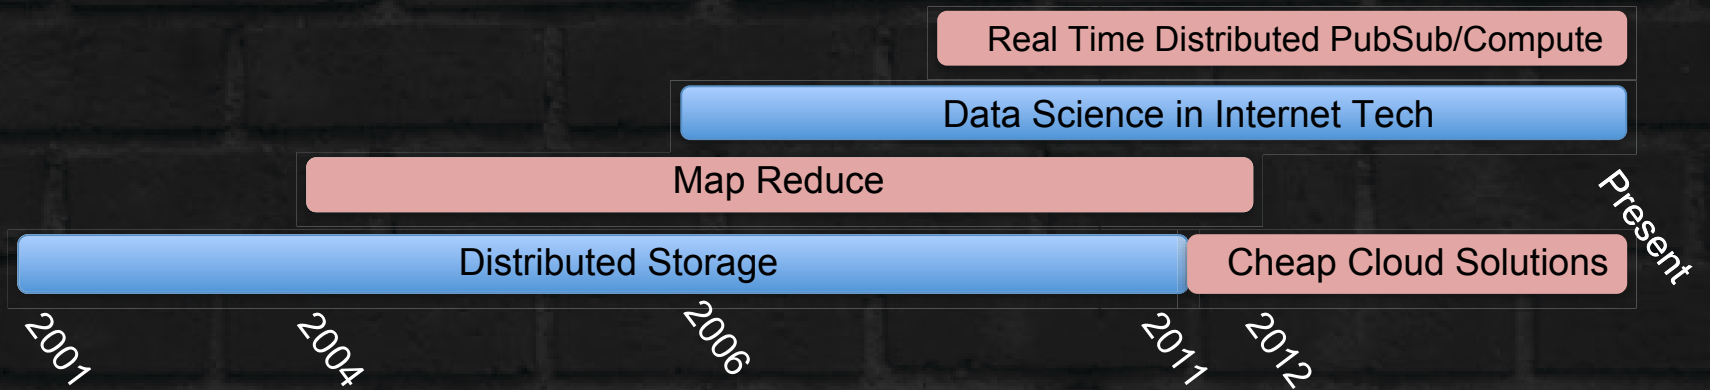 Real Time Distributed PubSub/Compute
Data Science in Internet Tech
Map Reduce
Present
Distributed Storage
Cheap Cloud Solutions
2001
2004
2006
2011
2012